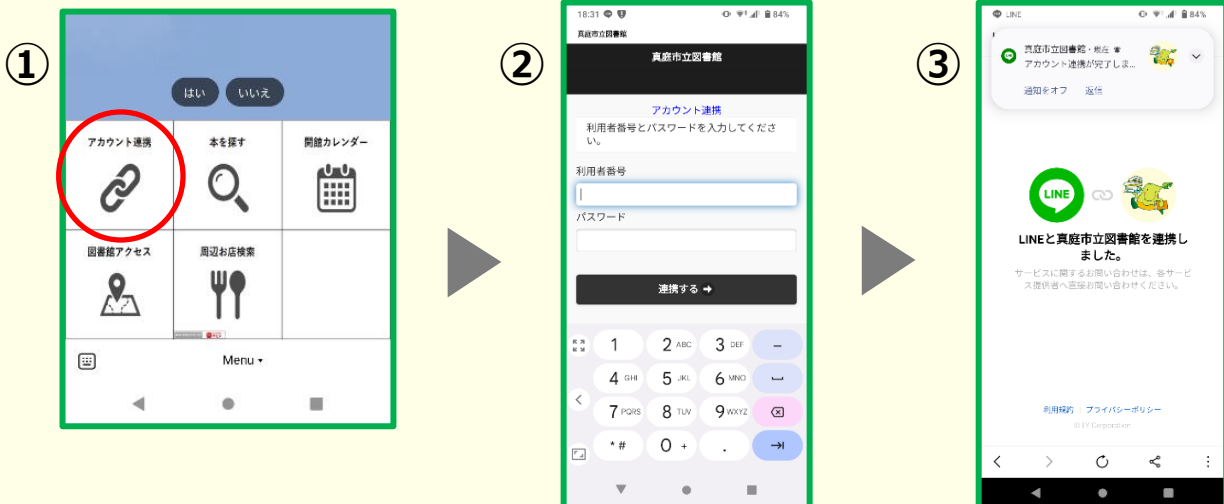 ①
はい いいえ
アカウント連携 本を探す 開館カレンダー
図書館アクセス 周辺お店検索
Menu ▾
②
18:31 84%
真庭市立図書館
真庭市立図書館
アカウント連携
利用者番号とパスワードを入力してくださ
い。
利用者番号
パスワード
連携する
1 2 ABC 3 DEF −
4 GHI 5 JKL 6 MNO
7 PQRS 8 TUV 9 WXYZ
* # 0 + .
③
LINE 84%
真庭市立図書館・現在
アカウント連携が完了しま...
通知をオフ 返信
LINE
LINEと真庭市立図書館を連携し
ました。
サービスに関するお問い合わせは、各サービ
ス提供者へ直接お問い合わせください。
利用規約 プライバシーポリシー
© LY Corporation